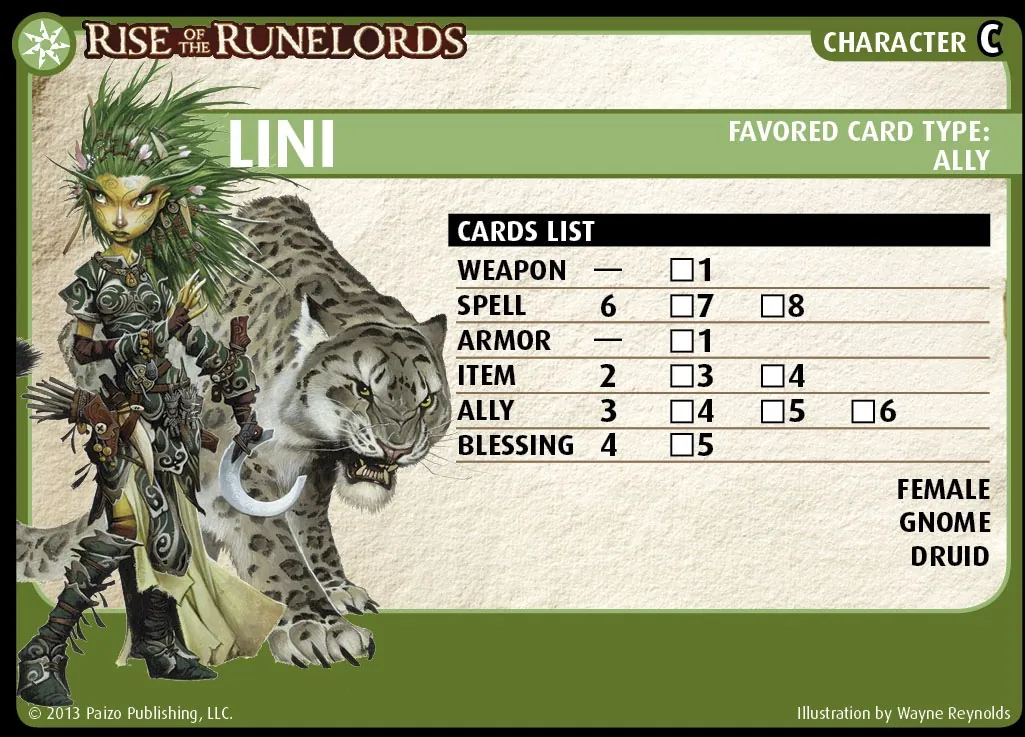 RISE OF THE RUNELORDS
CHARACTER C
LINI
FAVORED CARD TYPE:
ALLY
CARDS LIST
WEAPON — □1
SPELL 6 □7 □8
ARMOR — □1
ITEM 2 □3 □4
ALLY 3 □4 □5 □6
BLESSING 4 □5
FEMALE
GNOME
DRUID
© 2013 Paizo Publishing, LLC.
Illustration by Wayne Reynolds